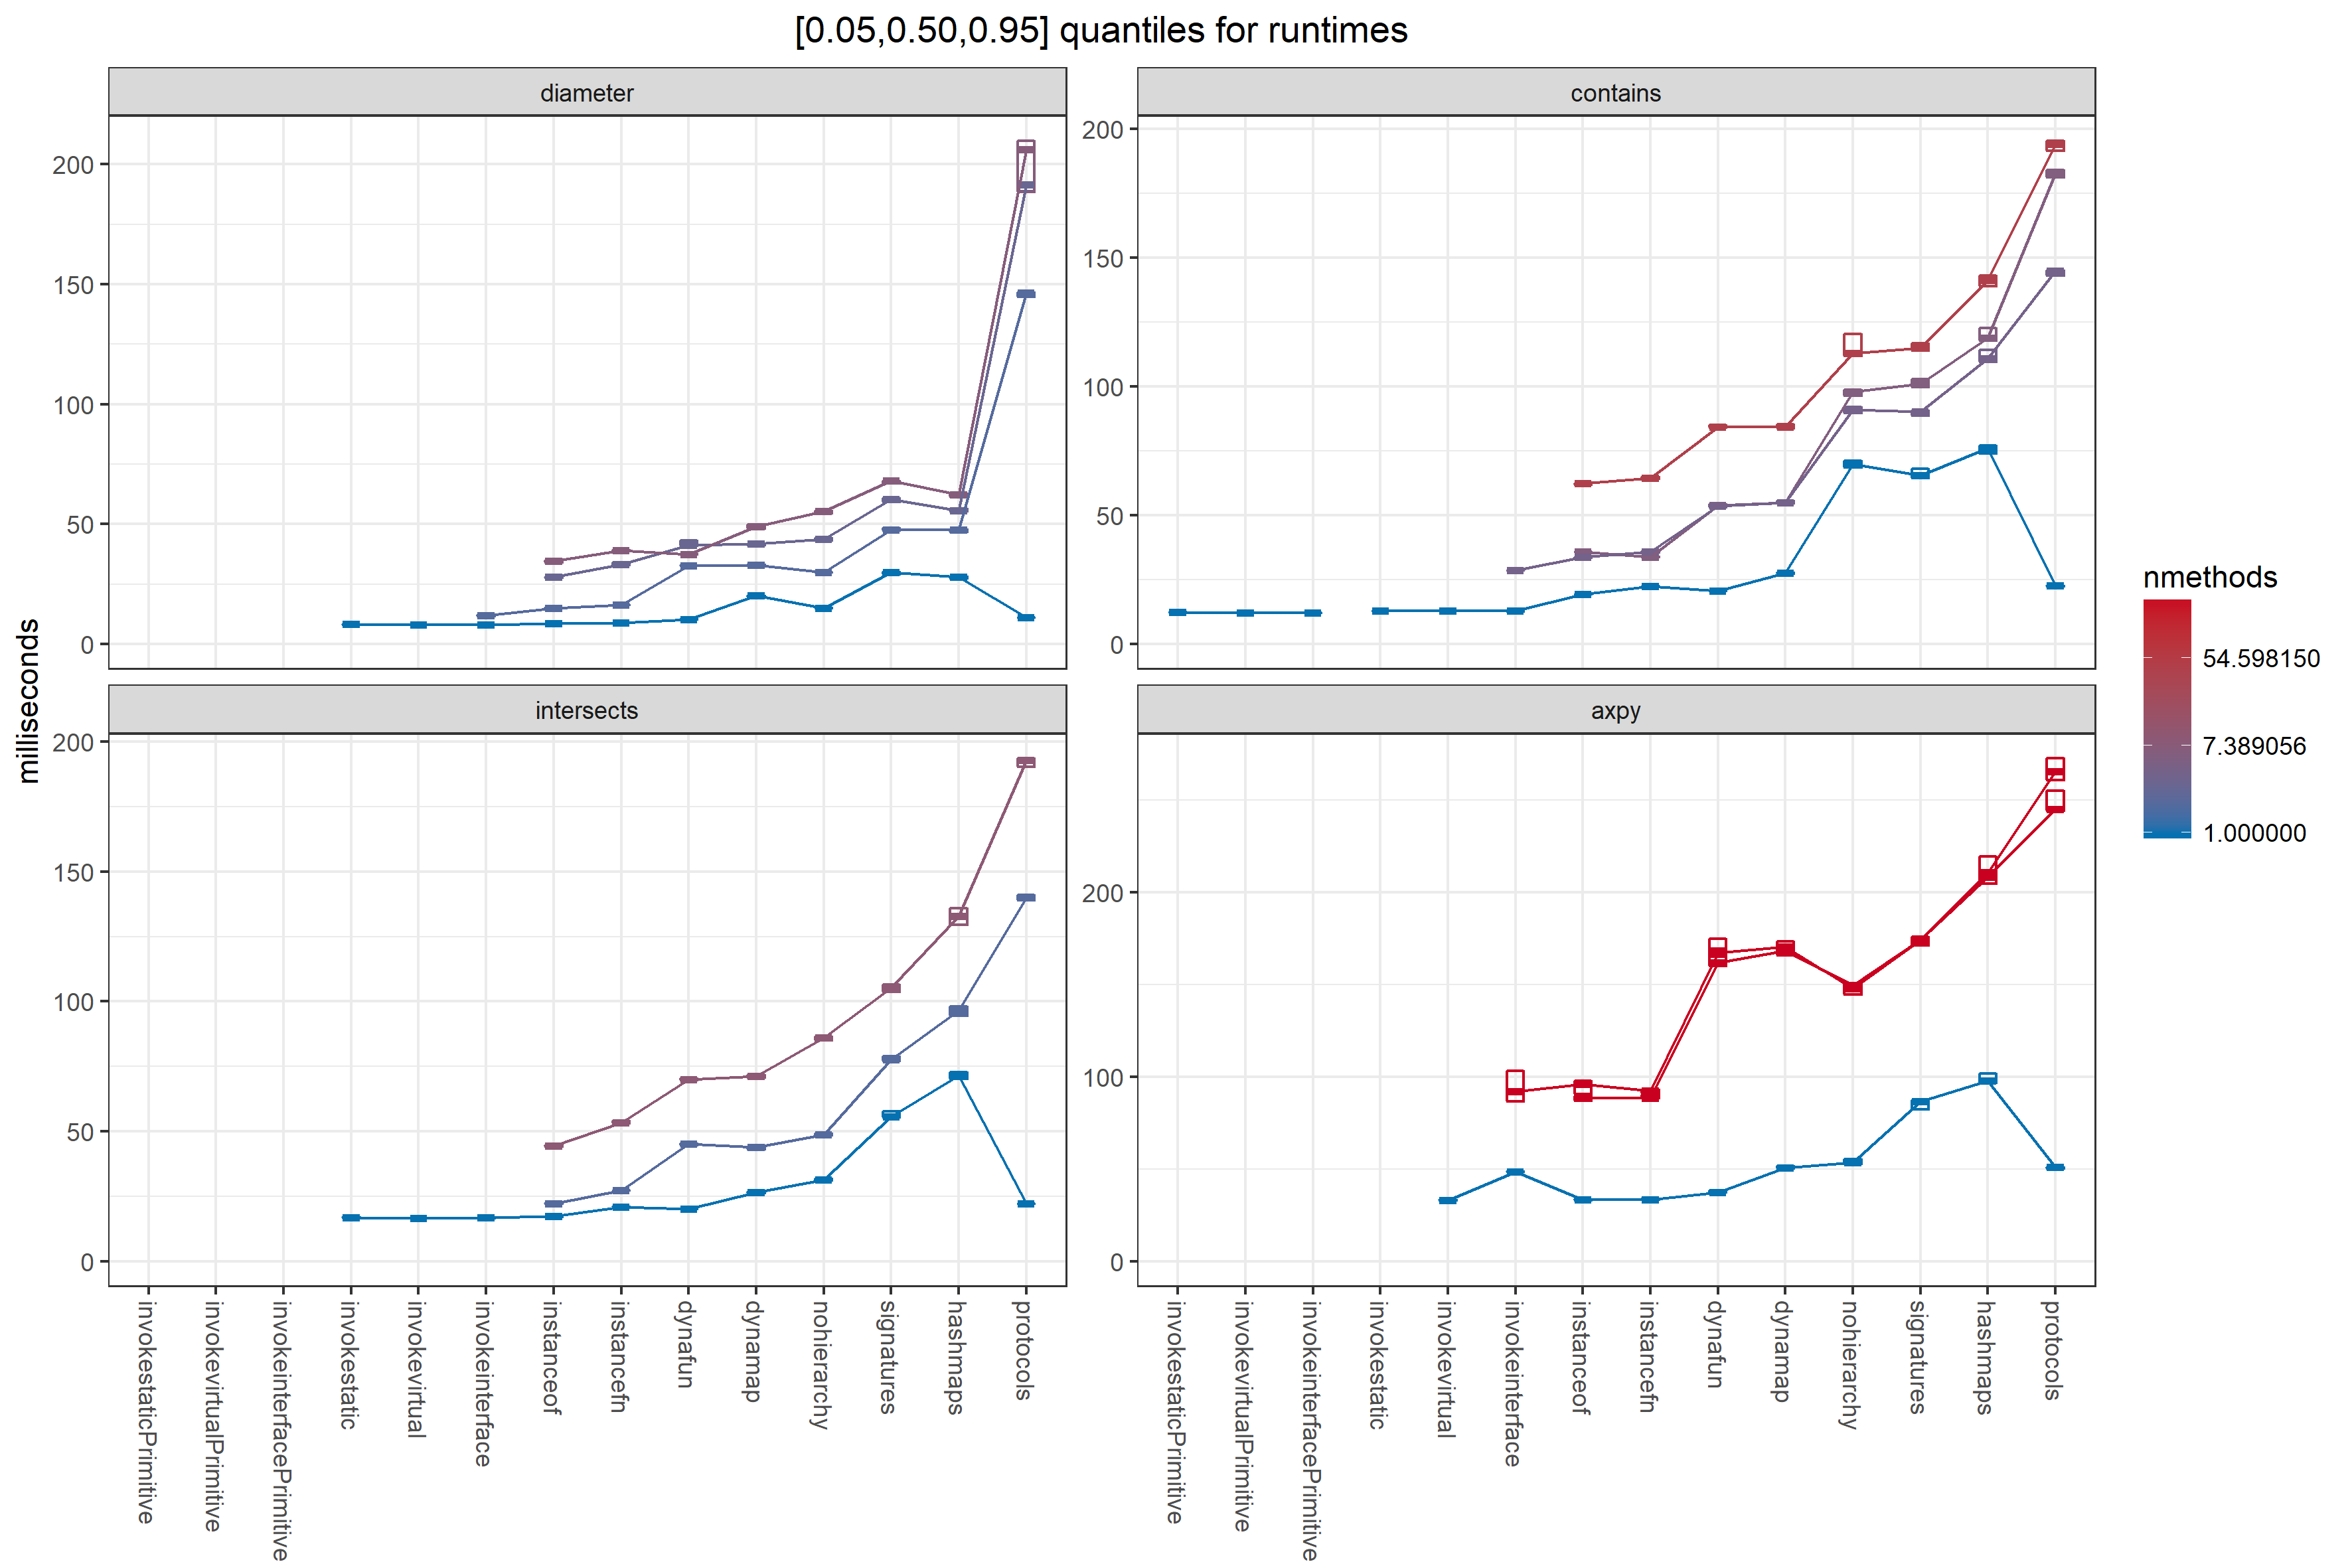 [0.05,0.50,0.95] quantiles for runtimes
diameter
contains
200
150
100
50
0
200
150
100
50
0
milliseconds
intersects
axpy
200
150
100
50
0
200
100
0
invokestaticPrimitive
invokevirtualPrimitive
invokeinterfacePrimitive
invokestatic
invokevirtual
invokeinterface
instanceof
instancefn
dynafun
dynamap
nohierarchy
signatures
hashmaps
protocols
invokestaticPrimitive
invokevirtualPrimitive
invokeinterfacePrimitive
invokestatic
invokevirtual
invokeinterface
instanceof
instancefn
dynafun
dynamap
nohierarchy
signatures
hashmaps
protocols
nmethods
54.598150
7.389056
1.000000